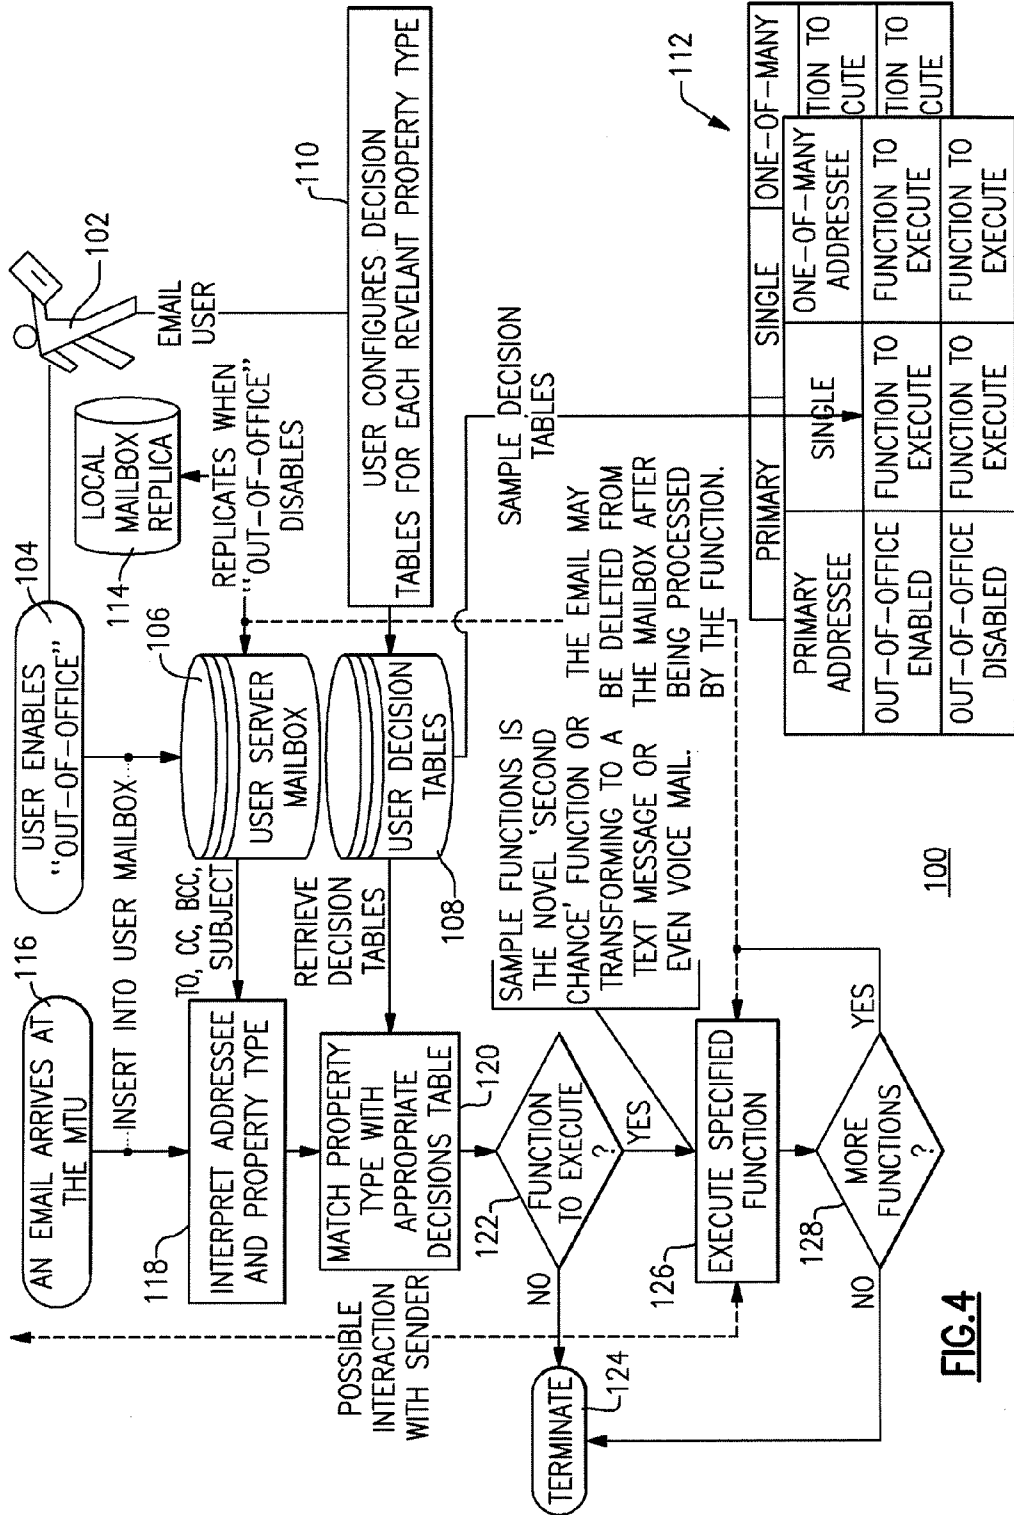 AN EMAIL ARRIVES AT
THE MTU
116
USER ENABLES
"OUT-OF-OFFICE"
104
LOCAL
MAILBOX
REPLICA
114
102
EMAIL
USER
INSERT INTO USER MAILBOX
REPLICATES WHEN
"OUT-OF-OFFICE"
DISABLES
106
TO, CC, BCC,
SUBJECT
USER SERVER
MAILBOX
110
USER CONFIGURES DECISION
TABLES FOR EACH REVELANT PROPERTY TYPE
118
INTERPRET ADDRESSEE
AND PROPERTY TYPE
RETRIEVE
DECISION
TABLES
USER DECISION
TABLES
108
POSSIBLE
INTERACTION
WITH SENDER
MATCH PROPERTY
TYPE WITH
APPROPRIATE
DECISIONS TABLE
120
SAMPLE DECISION
TABLES
122
FUNCTION
TO EXECUTE
?
NO
YES
SAMPLE FUNCTIONS IS
THE NOVEL 'SECOND
CHANCE' FUNCTION OR
TRANSFORMING TO A
TEXT MESSAGE OR
EVEN VOICE MAIL.
THE EMAIL MAY
BE DELETED FROM
THE MAILBOX AFTER
BEING PROCESSED
BY THE FUNCTION.
TERMINATE
124
126
EXECUTE SPECIFIED
FUNCTION
128
MORE
FUNCTIONS
?
NO
YES
112
PRIMARY
SINGLE
ONE-OF-MANY
TION TO
CUTE
TION TO
CUTE
PRIMARY
ADDRESSEE
SINGLE
ONE-OF-MANY
ADDRESSEE
OUT-OF-OFFICE
ENABLED
FUNCTION TO
EXECUTE
FUNCTION TO
EXECUTE
OUT-OF-OFFICE
DISABLED
FUNCTION TO
EXECUTE
FUNCTION TO
EXECUTE
100
FIG.4